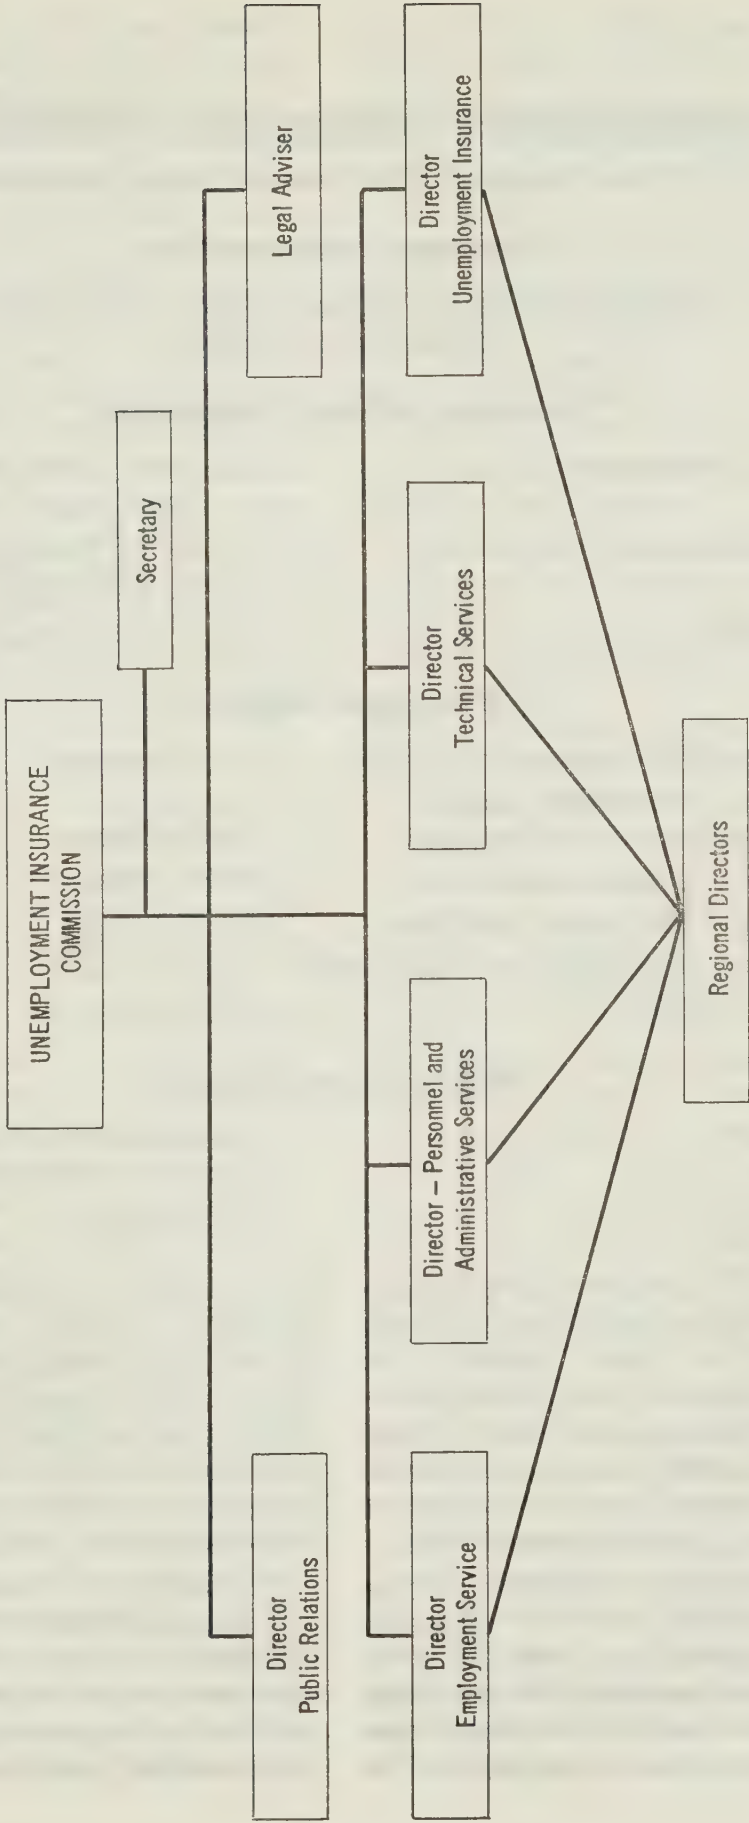 UNEMPLOYMENT INSURANCE
COMMISSION
Secretary
Director
Public Relations
Legal Adviser
Director
Employment Service
Director – Personnel and
Administrative Services
Director
Technical Services
Director
Unemployment Insurance
Regional Directors